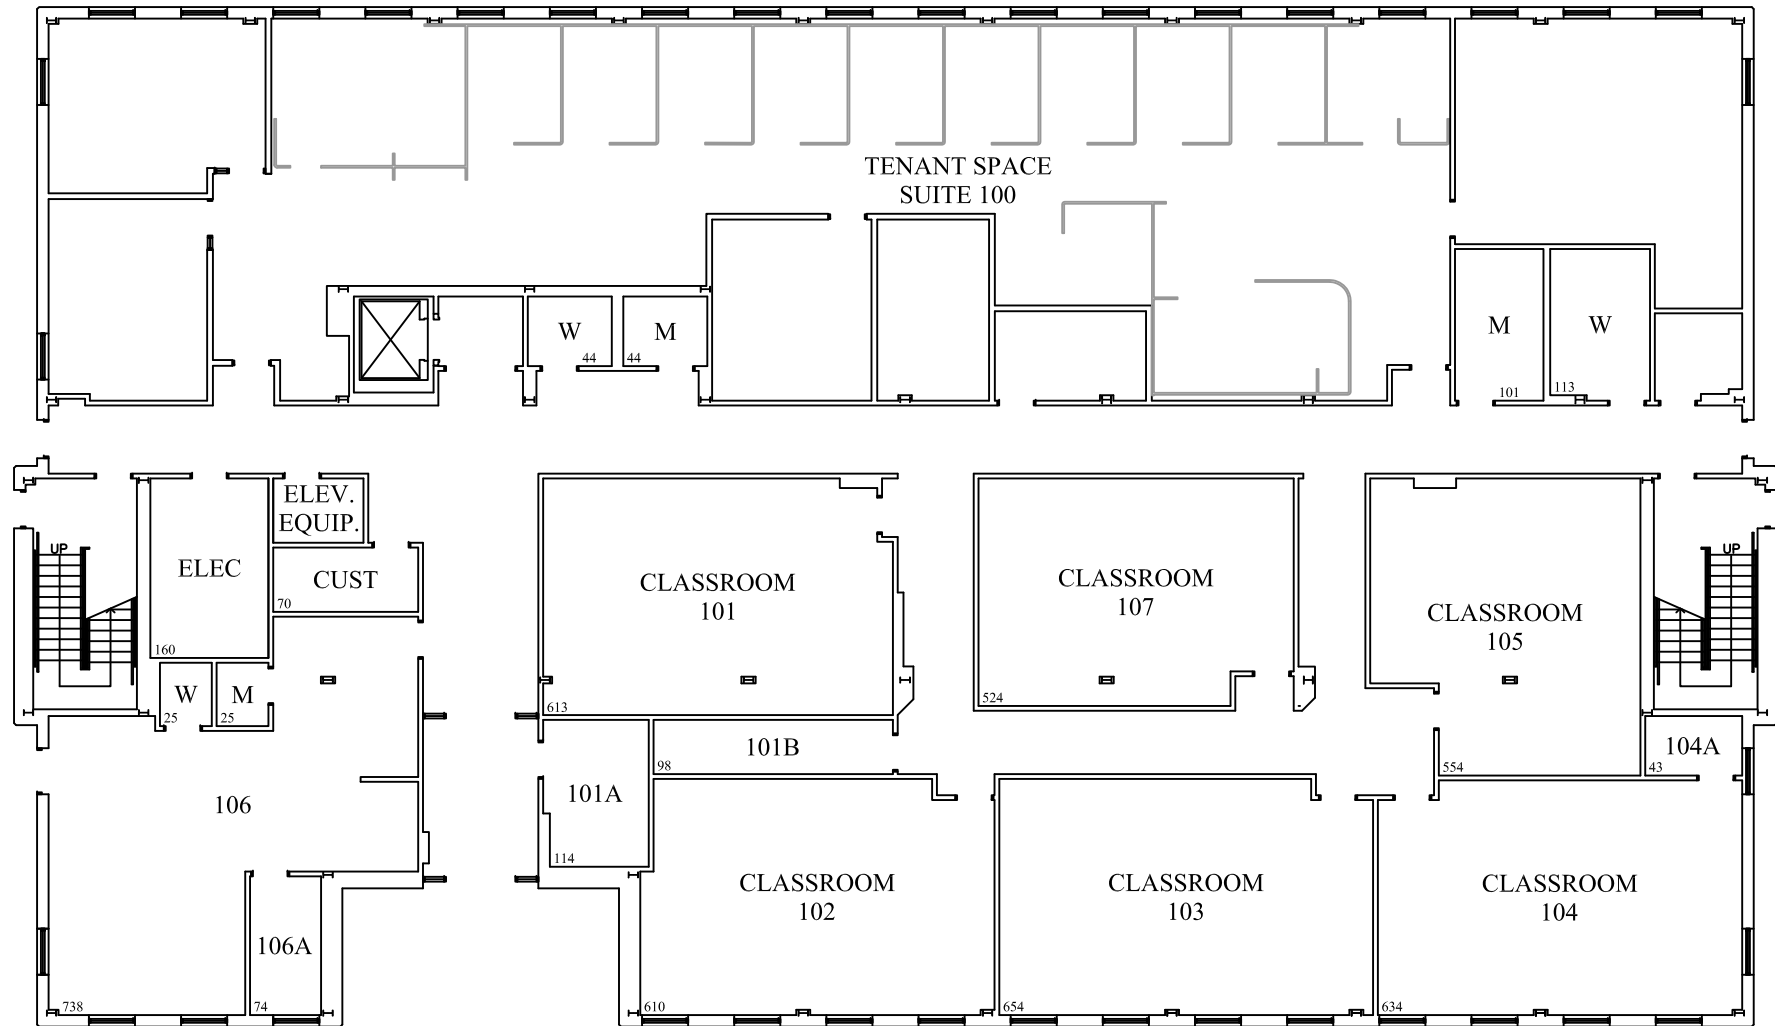 TENANT SPACE
SUITE 100
W
44
M
44
M
101
W
113
ELEV.
EQUIP.
UP
ELEC
160
CUST
70
W
25
M
25
CLASSROOM
101
613
CLASSROOM
107
524
CLASSROOM
105
554
UP
101B
98
104A
43
106
738
101A
114
106A
74
CLASSROOM
102
610
CLASSROOM
103
654
CLASSROOM
104
634